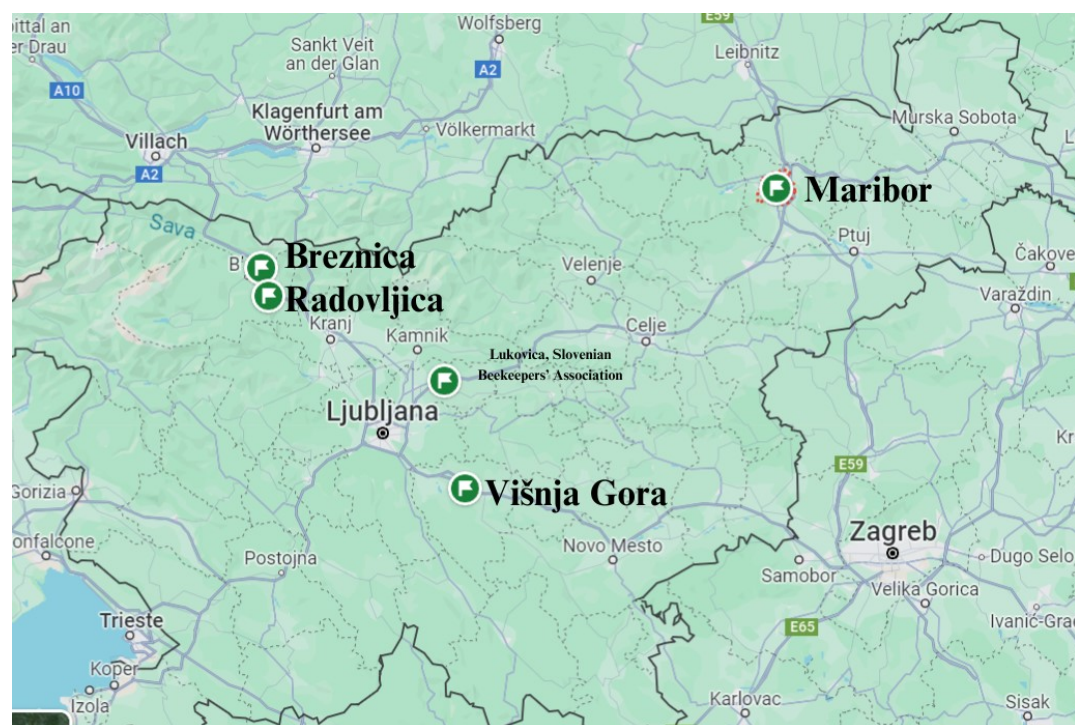 pittal an
er Drau
Wolfsberg
E59
Sankt Veit
an der Glan
Leibnitz
A2
A10
Klagenfurt am
Wörthersee
Völkermarkt
Murska Sobota
Villach
A2
Maribor
Sava
Ptuj
Breznica
Bl
Velenje
Čakove
Radovljica
Varaždin
Kranj
Kamnik
Celje
Lukovica, Slovenian
Beekeepers' Association
Ljubljana
Kr
E59
Gorizia
Višnja Gora
Zagreb
onfalcone
Postojna
Novo Mesto
Samobor
Dugo Selo
Velika Gorica
Trieste
E65
Ivanić-Gra
Koper
Izola
Karlovac
Sisak